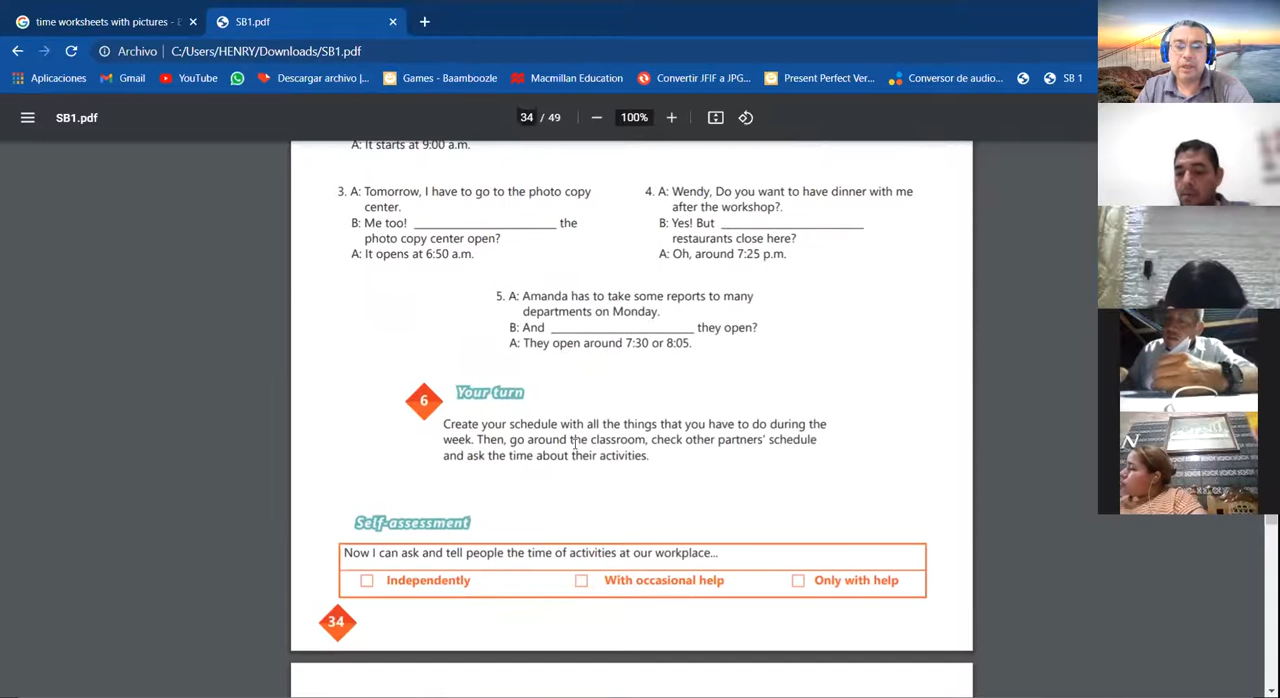 time worksheets with pictures - E
SB1.pdf
Archivo
C:/Users/HENRY/Downloads/SB1.pdf
Aplicaciones
Gmail
YouTube
Descargar archivo |...
Games - Baamboozle
Macmillan Education
Convertir JFIF a JPG...
Present Perfect Ver...
Conversor de audio...
SB 1
SB1.pdf
34 / 49
100%
A: It starts at 9:00 a.m.
3. A: Tomorrow, I have to go to the photo copy
center.
B: Me too! ____________________ the
photo copy center open?
A: It opens at 6:50 a.m.
4. A: Wendy, Do you want to have dinner with me
after the workshop?.
B: Yes! But ____________________
restaurants close here?
A: Oh, around 7:25 p.m.
5. A: Amanda has to take some reports to many
departments on Monday.
B: And ____________________ they open?
A: They open around 7:30 or 8:05.
6
Your turn
Create your schedule with all the things that you have to do during the
week. Then, go around the classroom, check other partners' schedule
and ask the time about their activities.
Self-assessment
Now I can ask and tell people the time of activities at our workplace...
Independently
With occasional help
Only with help
34